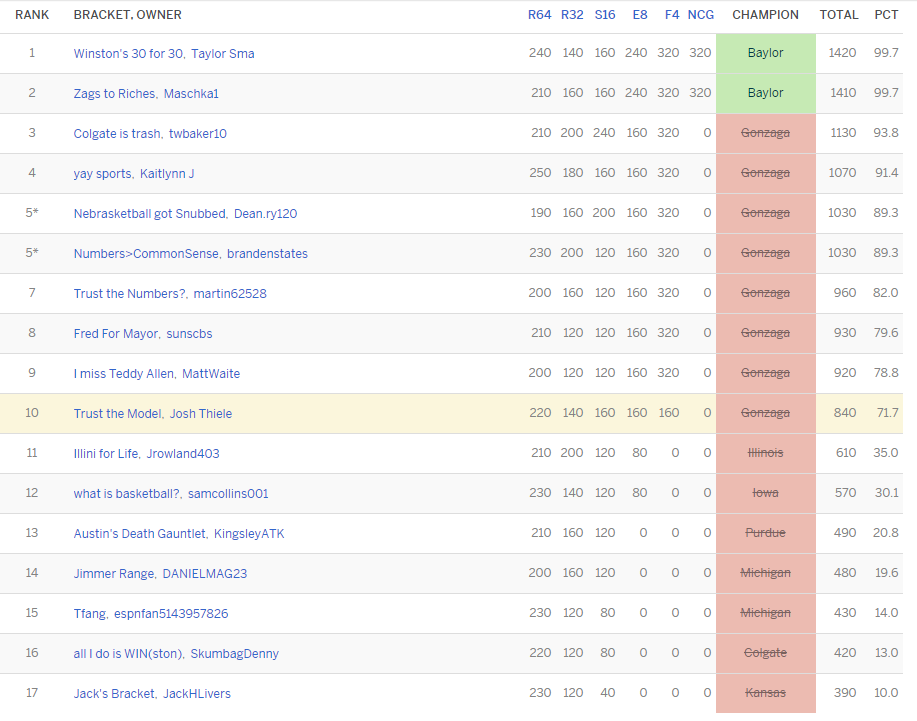 RANK BRACKET, OWNER R64 R32 S16 E8 F4 NCG CHAMPION TOTAL PCT
1 Winston's 30 for 30, Taylor Sma 240 140 160 240 320 320 Baylor 1420 99.7
2 Zags to Riches, Maschka1 210 160 160 240 320 320 Baylor 1410 99.7
3 Colgate is trash, twbaker10 210 200 240 160 320 0 Gonzaga 1130 93.8
4 yay sports, Kaitlynn J 250 180 160 160 320 0 Gonzaga 1070 91.4
5* Nebrasketball got Snubbed, Dean.ry120 190 160 200 160 320 0 Gonzaga 1030 89.3
5* Numbers>CommonSense, brandenstates 230 200 120 160 320 0 Gonzaga 1030 89.3
7 Trust the Numbers?, martin62528 200 160 120 160 320 0 Gonzaga 960 82.0
8 Fred For Mayor, sunscbs 210 120 120 160 320 0 Gonzaga 930 79.6
9 I miss Teddy Allen, MattWaite 200 120 120 160 320 0 Gonzaga 920 78.8
10 Trust the Model, Josh Thiele 220 140 160 160 160 0 Gonzaga 840 71.7
11 Illini for Life, Jrowland403 210 200 120 80 0 0 Illinois 610 35.0
12 what is basketball?, samcollins001 230 140 120 80 0 0 Iowa 570 30.1
13 Austin's Death Gauntlet, KingsleyATK 210 160 120 0 0 0 Purdue 490 20.8
14 Jimmer Range, DANIELMAG23 200 160 120 0 0 0 Michigan 480 19.6
15 Tfang, espnfan5143957826 230 120 80 0 0 0 Michigan 430 14.0
16 all I do is WIN(ston), SkumbagDenny 220 120 80 0 0 0 Colgate 420 13.0
17 Jack's Bracket, JackHLivers 230 120 40 0 0 0 Kansas 390 10.0